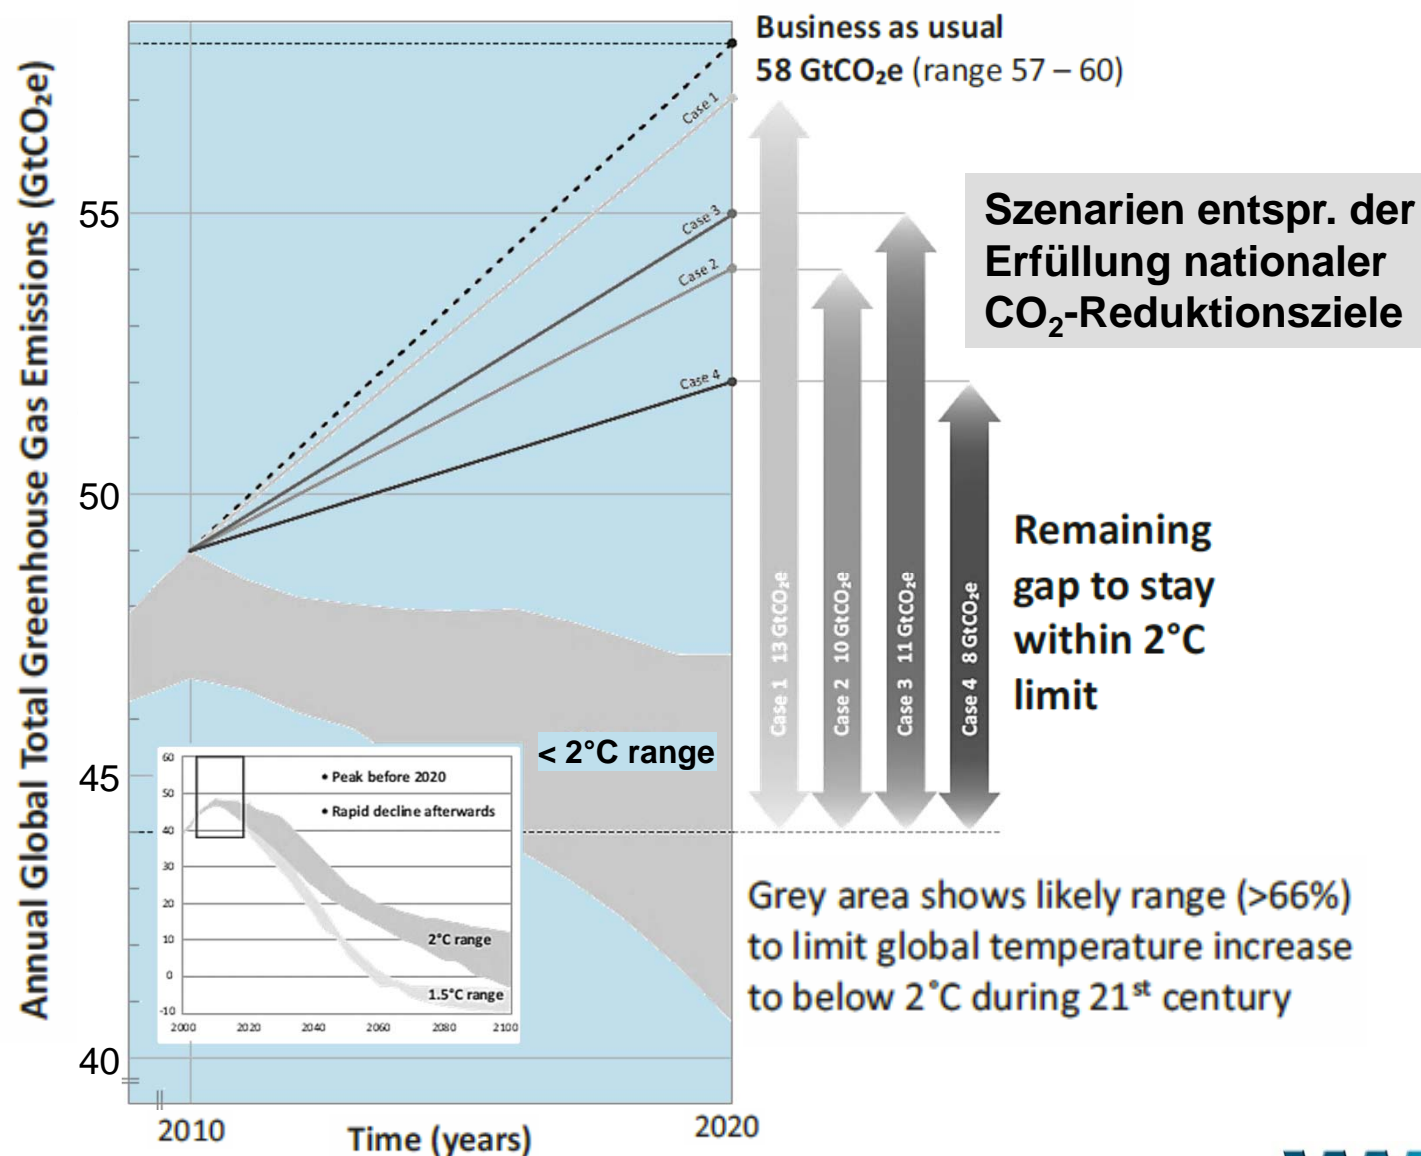 Annual Global Total Greenhouse Gas Emissions (GtCO₂e)
Business as usual
58 GtCO₂e (range 57 – 60)
55
50
45
40
Case 1
Case 3
Case 2
Case 4
Szenarien entspr. der
Erfüllung nationaler
CO₂-Reduktionsziele
Case 1 13 GtCO₂e
Case 2 10 GtCO₂e
Case 3 11 GtCO₂e
Case 4 8 GtCO₂e
Remaining
gap to stay
within 2°C
limit
< 2°C range
60
50
40
30
20
10
0
-10
• Peak before 2020
• Rapid decline afterwards
2°C range
1.5°C range
2000 2020 2040 2060 2080 2100
Grey area shows likely range (>66%)
to limit global temperature increase
to below 2°C during 21st century
2010
2020
Time (years)